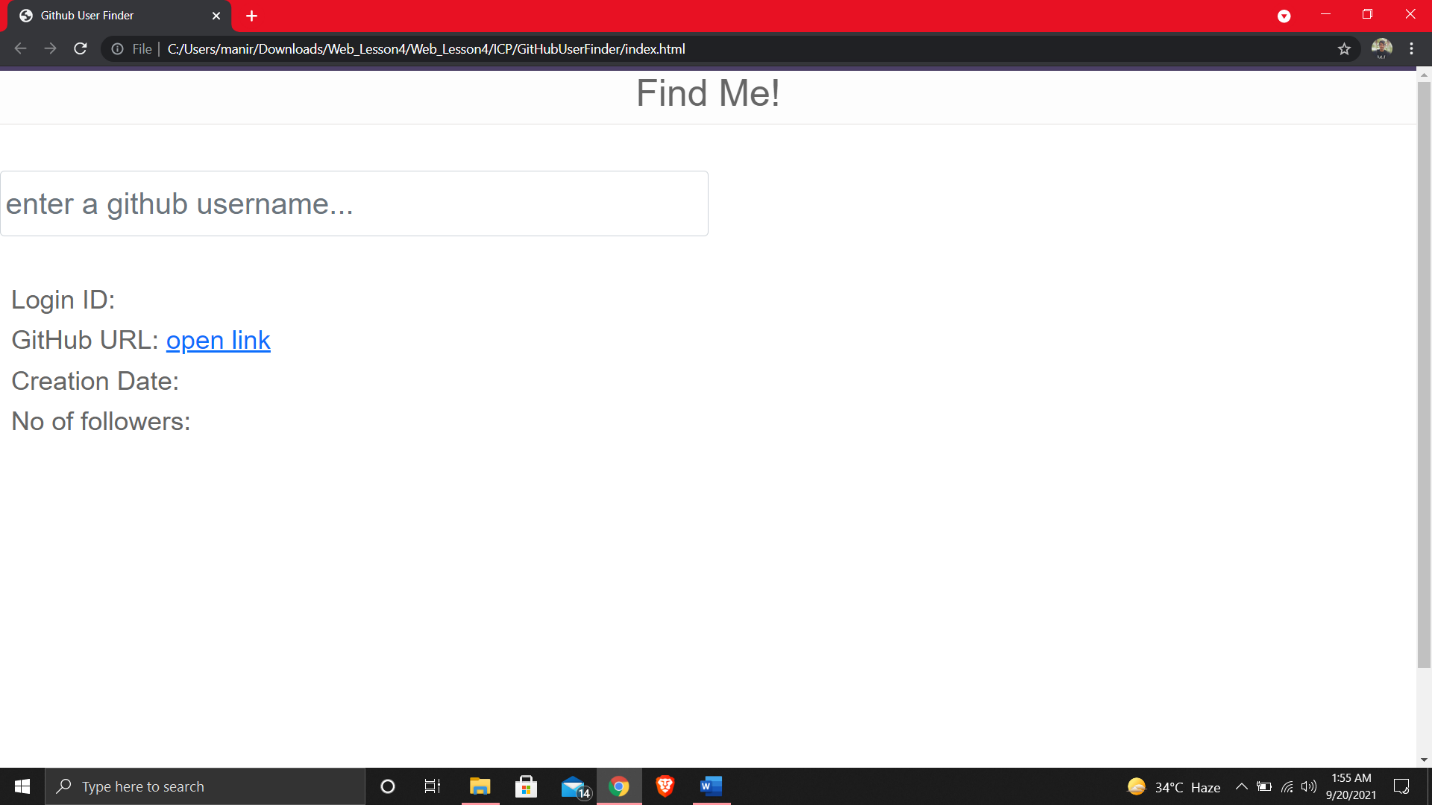 Github User Finder
File | C:/Users/manir/Downloads/Web_Lesson4/Web_Lesson4/ICP/GitHubUserFinder/index.html
Find Me!
enter a github username...
Login ID:
GitHub URL: open link
Creation Date:
No of followers:
Type here to search
14
W
34°C Haze
1:55 AM
9/20/2021